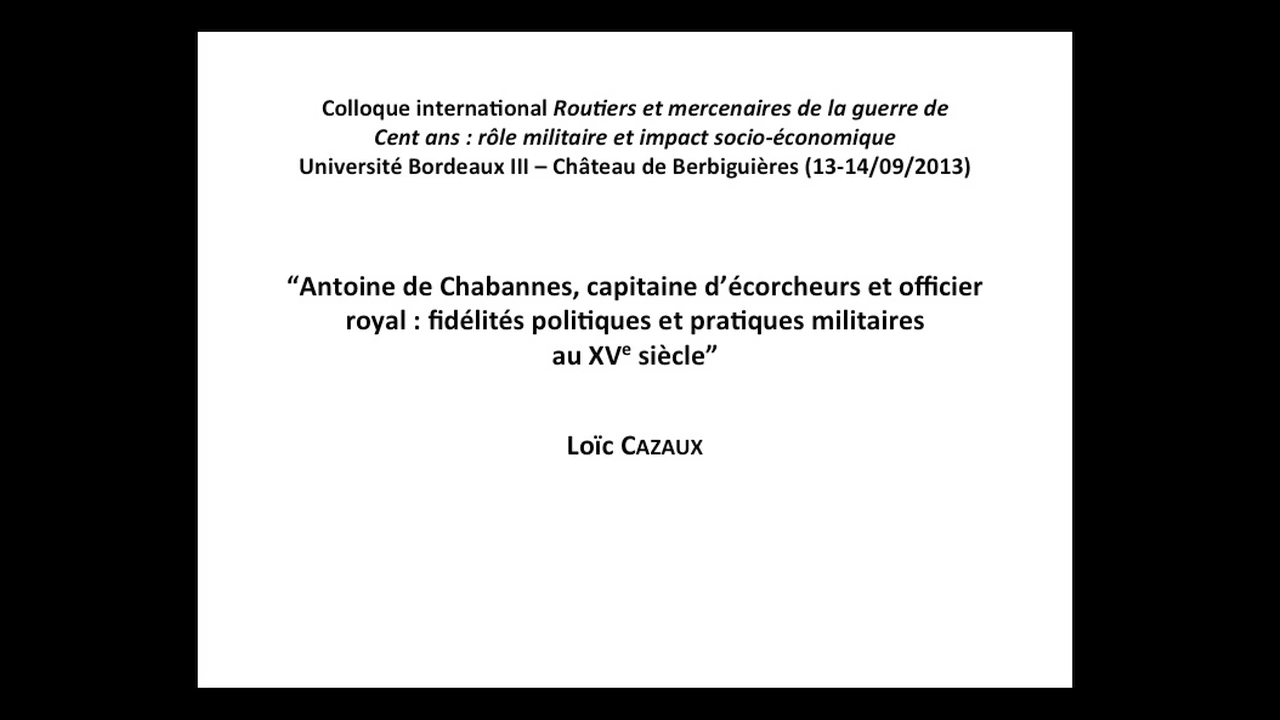 Colloque international Routiers et mercenaires de la guerre de
Cent ans : rôle militaire et impact socio-économique
Université Bordeaux III – Château de Berbiguières (13-14/09/2013)
“Antoine de Chabannes, capitaine d’écorcheurs et officier
royal : fidélités politiques et pratiques militaires
au XVe siècle”
Loïc CAZAUX